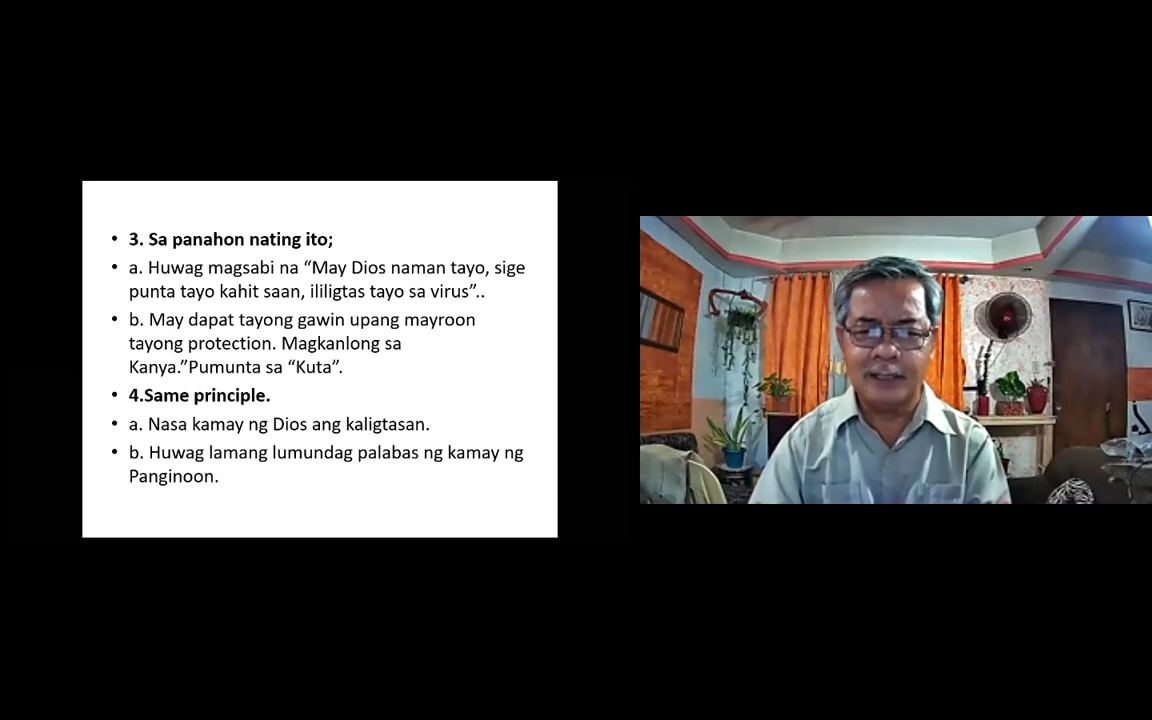 • 3. Sa panahon nating ito;
• a. Huwag magsabi na “May Dios naman tayo, sige
punta tayo kahit saan, ililigtas tayo sa virus”..
• b. May dapat tayong gawin upang mayroon
tayong protection. Magkanlong sa
Kanya.”Pumunta sa “Kuta”.
• 4.Same principle.
• a. Nasa kamay ng Dios ang kaligtasan.
• b. Huwag lamang lumundag palabas ng kamay ng
Panginoon.